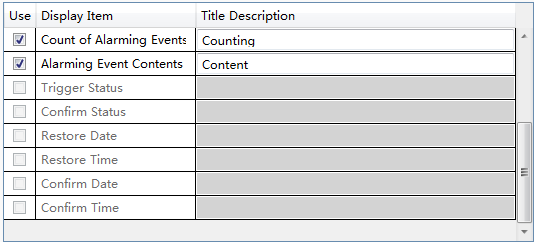 Use Display Item Title Description
Count of Alarming Events Counting
Alarming Event Contents Content
Trigger Status
Confirm Status
Restore Date
Restore Time
Confirm Date
Confirm Time